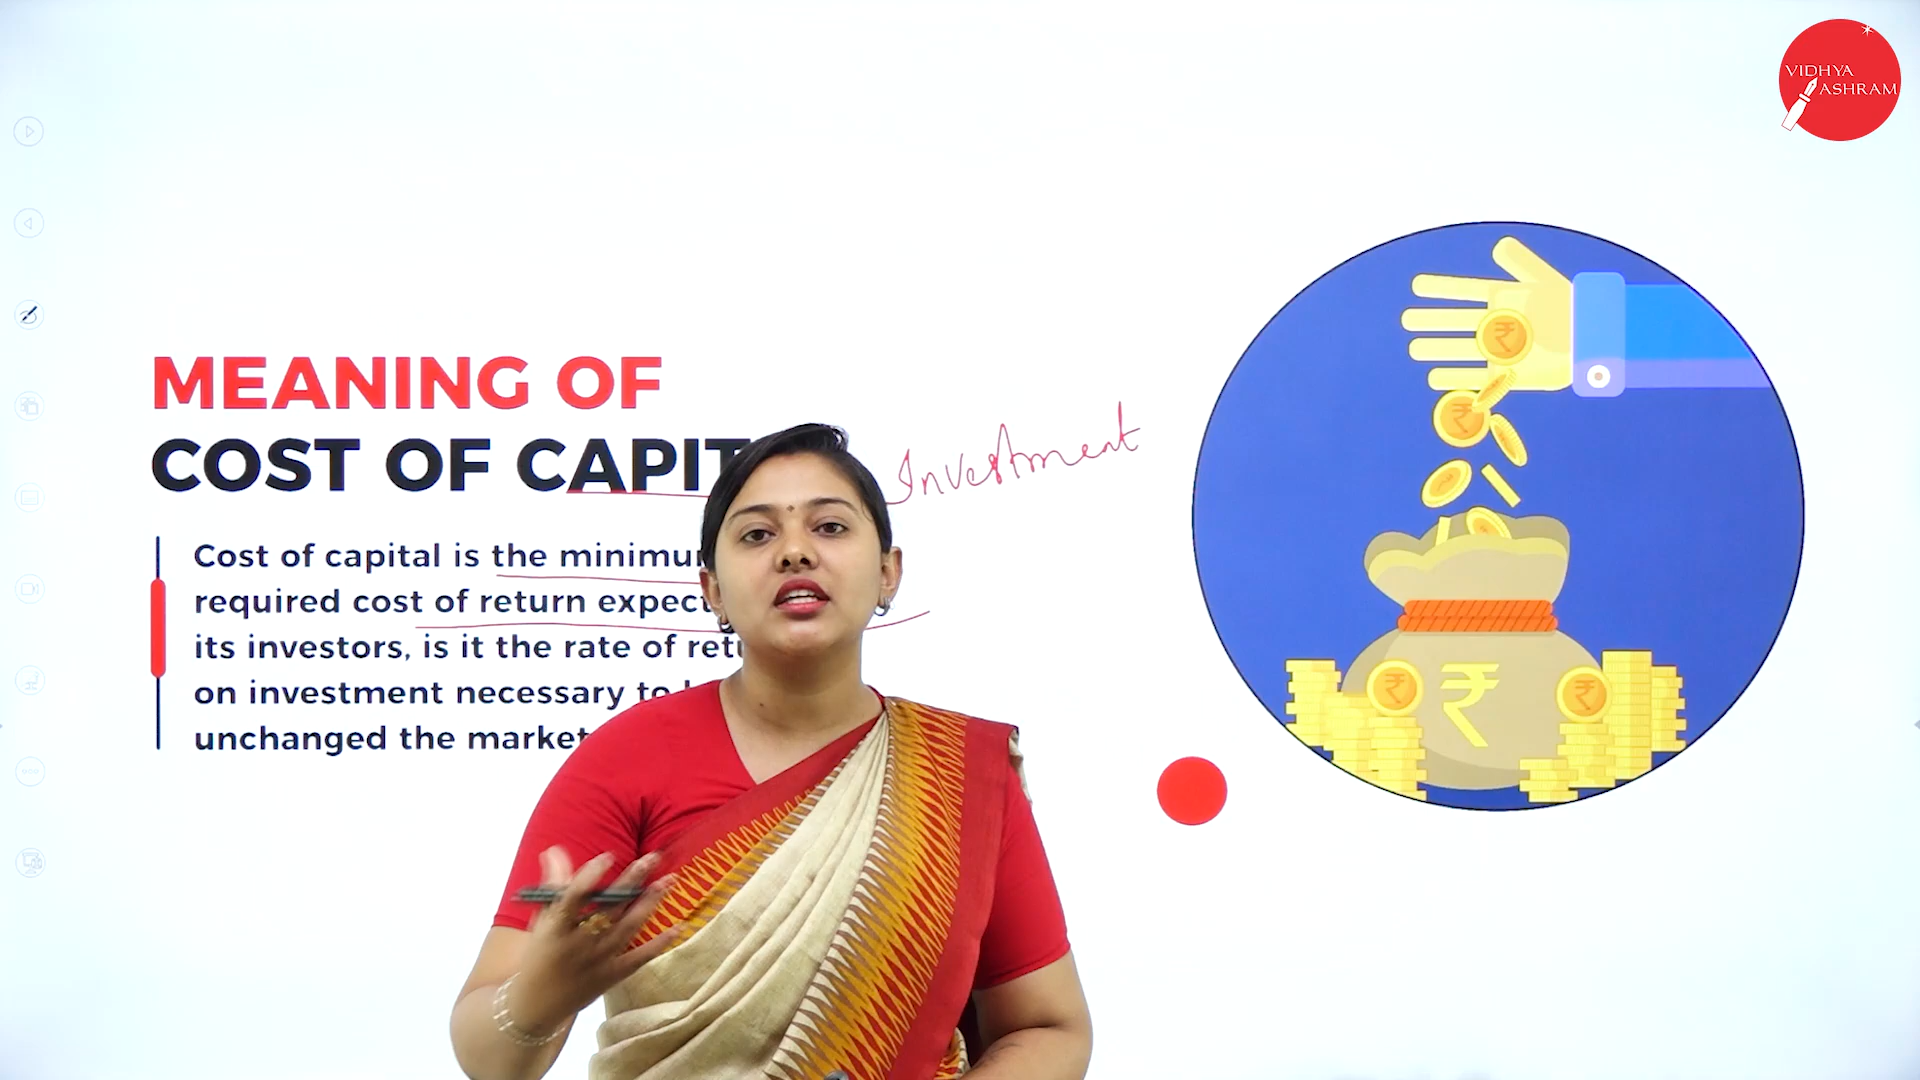 VIDHYA
ASHRAM
MEANING OF
COST OF CAPIT
Investment
Cost of capital is the minimu
required cost of return expect
its investors, is it the rate of retu
on investment necessary to
unchanged the market
₹
₹
₹
₹
₹